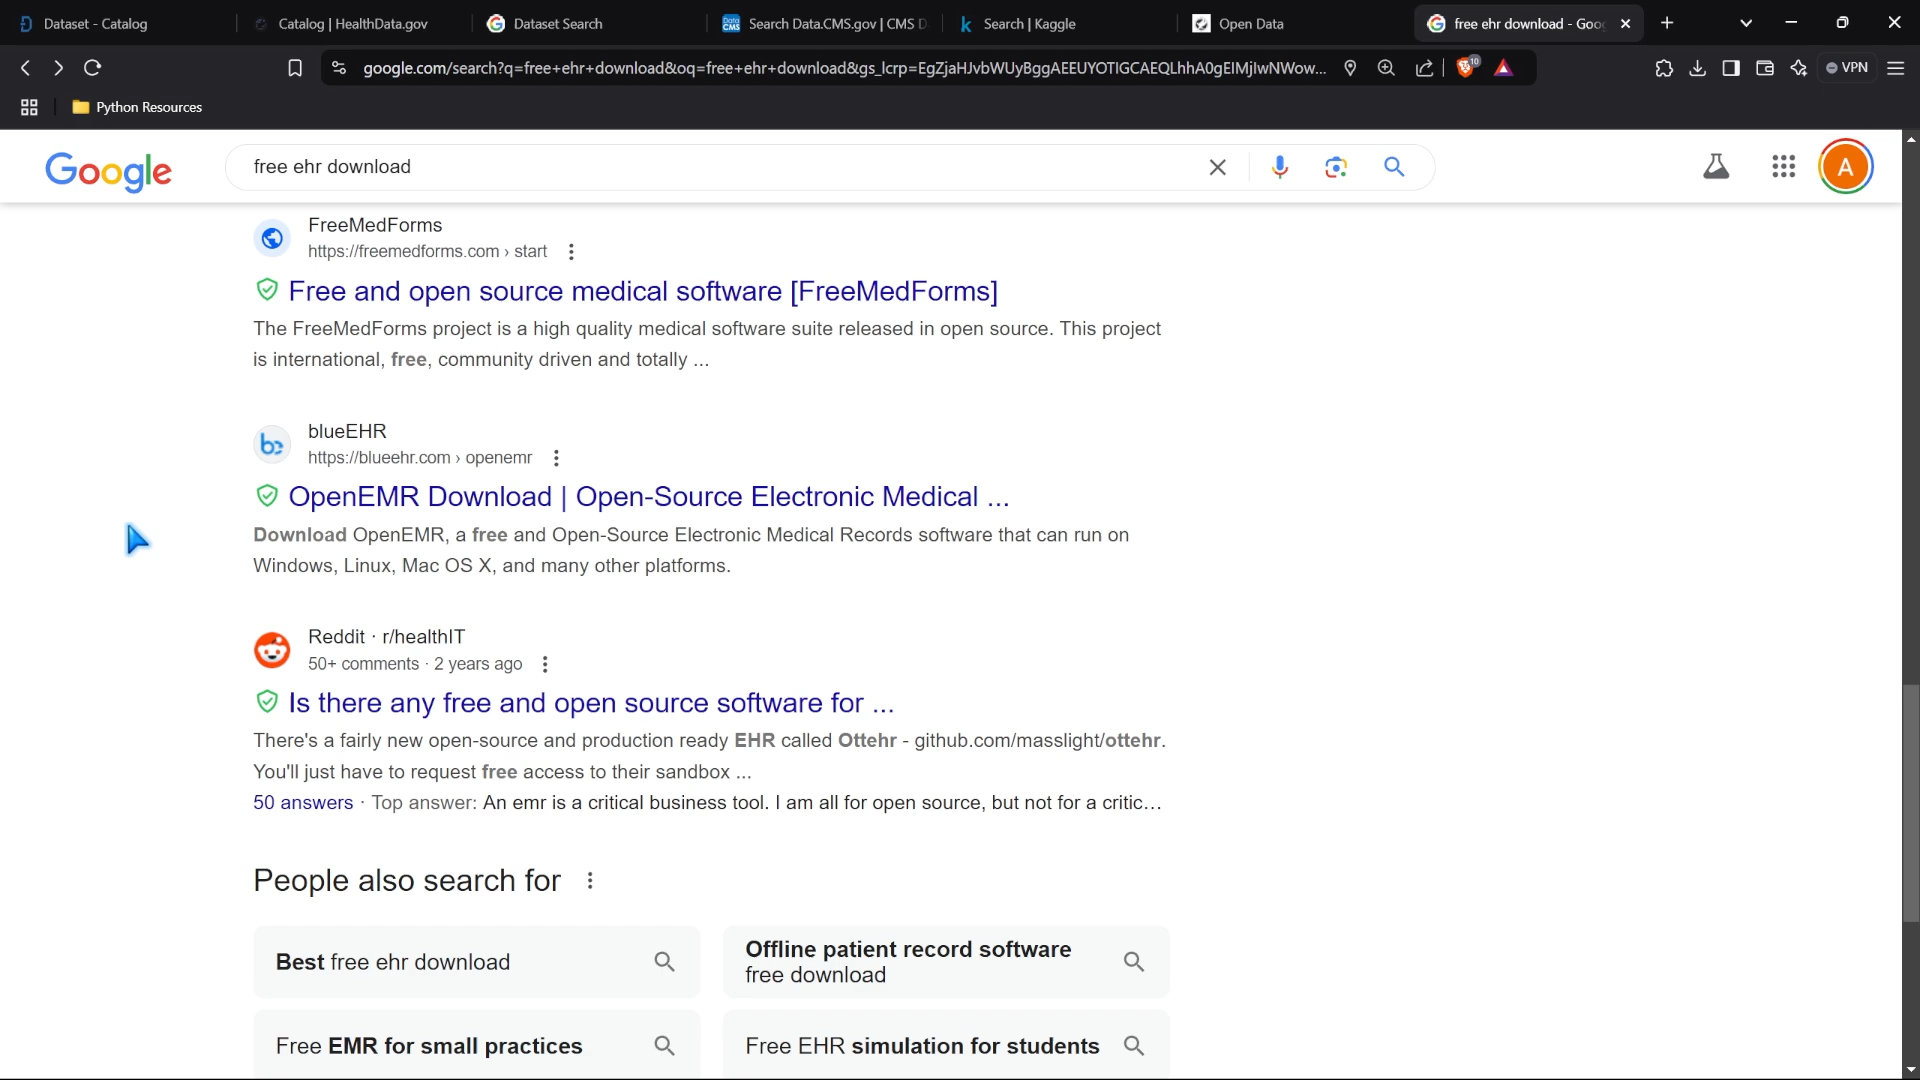 Dataset - Catalog
Catalog | HealthData.gov
Dataset Search
Search Data.CMS.gov | CMS D
Search | Kaggle
Open Data
free ehr download - Goo
google.com/search?q=free+ehr+download&oq=free+ehr+download&gs_lcrp=EgZjaHJvbWUyBggAEEUYOTIGCAEQLhhA0gEIMjIwNWow...
10
VPN
Python Resources
Google
free ehr download
A
FreeMedForms
https://freemedforms.com › start
Free and open source medical software [FreeMedForms]
The FreeMedForms project is a high quality medical software suite released in open source. This project
is international, free, community driven and totally ...
blueEHR
https://blueehr.com › openemr
OpenEMR Download | Open-Source Electronic Medical ...
Download OpenEMR, a free and Open-Source Electronic Medical Records software that can run on
Windows, Linux, Mac OS X, and many other platforms.
Reddit · r/healthIT
50+ comments · 2 years ago
Is there any free and open source software for ...
There's a fairly new open-source and production ready EHR called Ottehr - github.com/masslight/ottehr.
You'll just have to request free access to their sandbox ...
50 answers · Top answer: An emr is a critical business tool. I am all for open source, but not for a critic...
People also search for
Best free ehr download
Offline patient record software
free download
Free EMR for small practices
Free EHR simulation for students